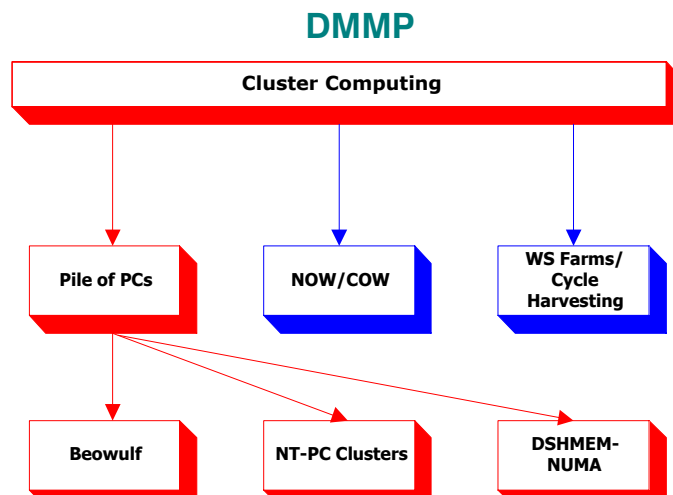 DMMP
Cluster Computing
Pile of PCs
NOW/COW
WS Farms/
Cycle
Harvesting
Beowulf
NT-PC Clusters
DSHMEM-
NUMA